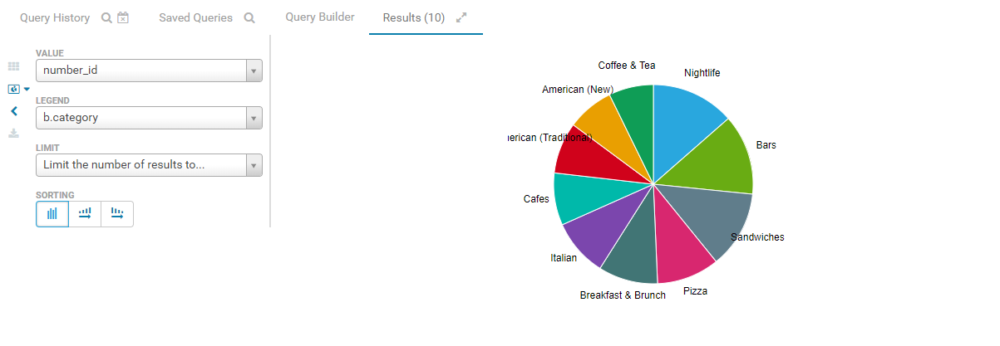 Query History
Saved Queries
Query Builder
Results (10)
VALUE
number_id
LEGEND
b.category
LIMIT
Limit the number of results to...
SORTING
Coffee & Tea
Nightlife
American (New)
Bars
erican (Traditional)
Cafes
Sandwiches
Italian
Pizza
Breakfast & Brunch